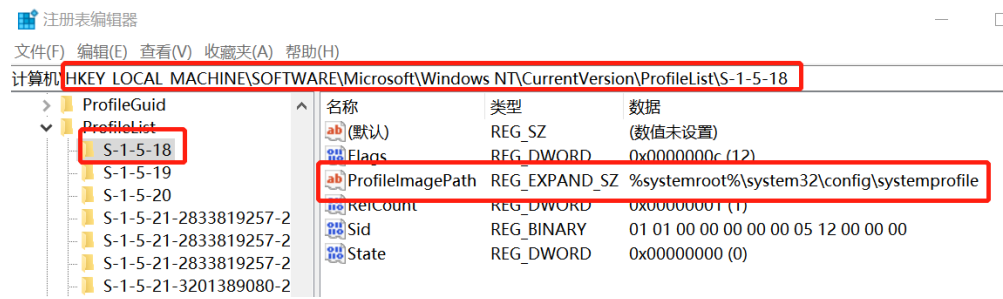 注册表编辑器
文件(F) 编辑(E) 查看(V) 收藏夹(A) 帮助(H)
计算机\HKEY_LOCAL_MACHINE\SOFTWARE\Microsoft\Windows NT\CurrentVersion\ProfileList\S-1-5-18
ProfileGuid
ProfileList
S-1-5-18
S-1-5-19
S-1-5-20
S-1-5-21-2833819257-2
S-1-5-21-2833819257-2
S-1-5-21-2833819257-2
S-1-5-21-3201389080-2
名称 类型 数据
ab (默认) REG_SZ (数值未设置)
Flags REG_DWORD 0x0000000c (12)
ab ProfileImagePath REG_EXPAND_SZ %systemroot%\system32\config\systemprofile
RefCount REG_DWORD 0x00000001 (1)
Sid REG_BINARY 01 01 00 00 00 00 00 05 12 00 00 00
State REG_DWORD 0x00000000 (0)